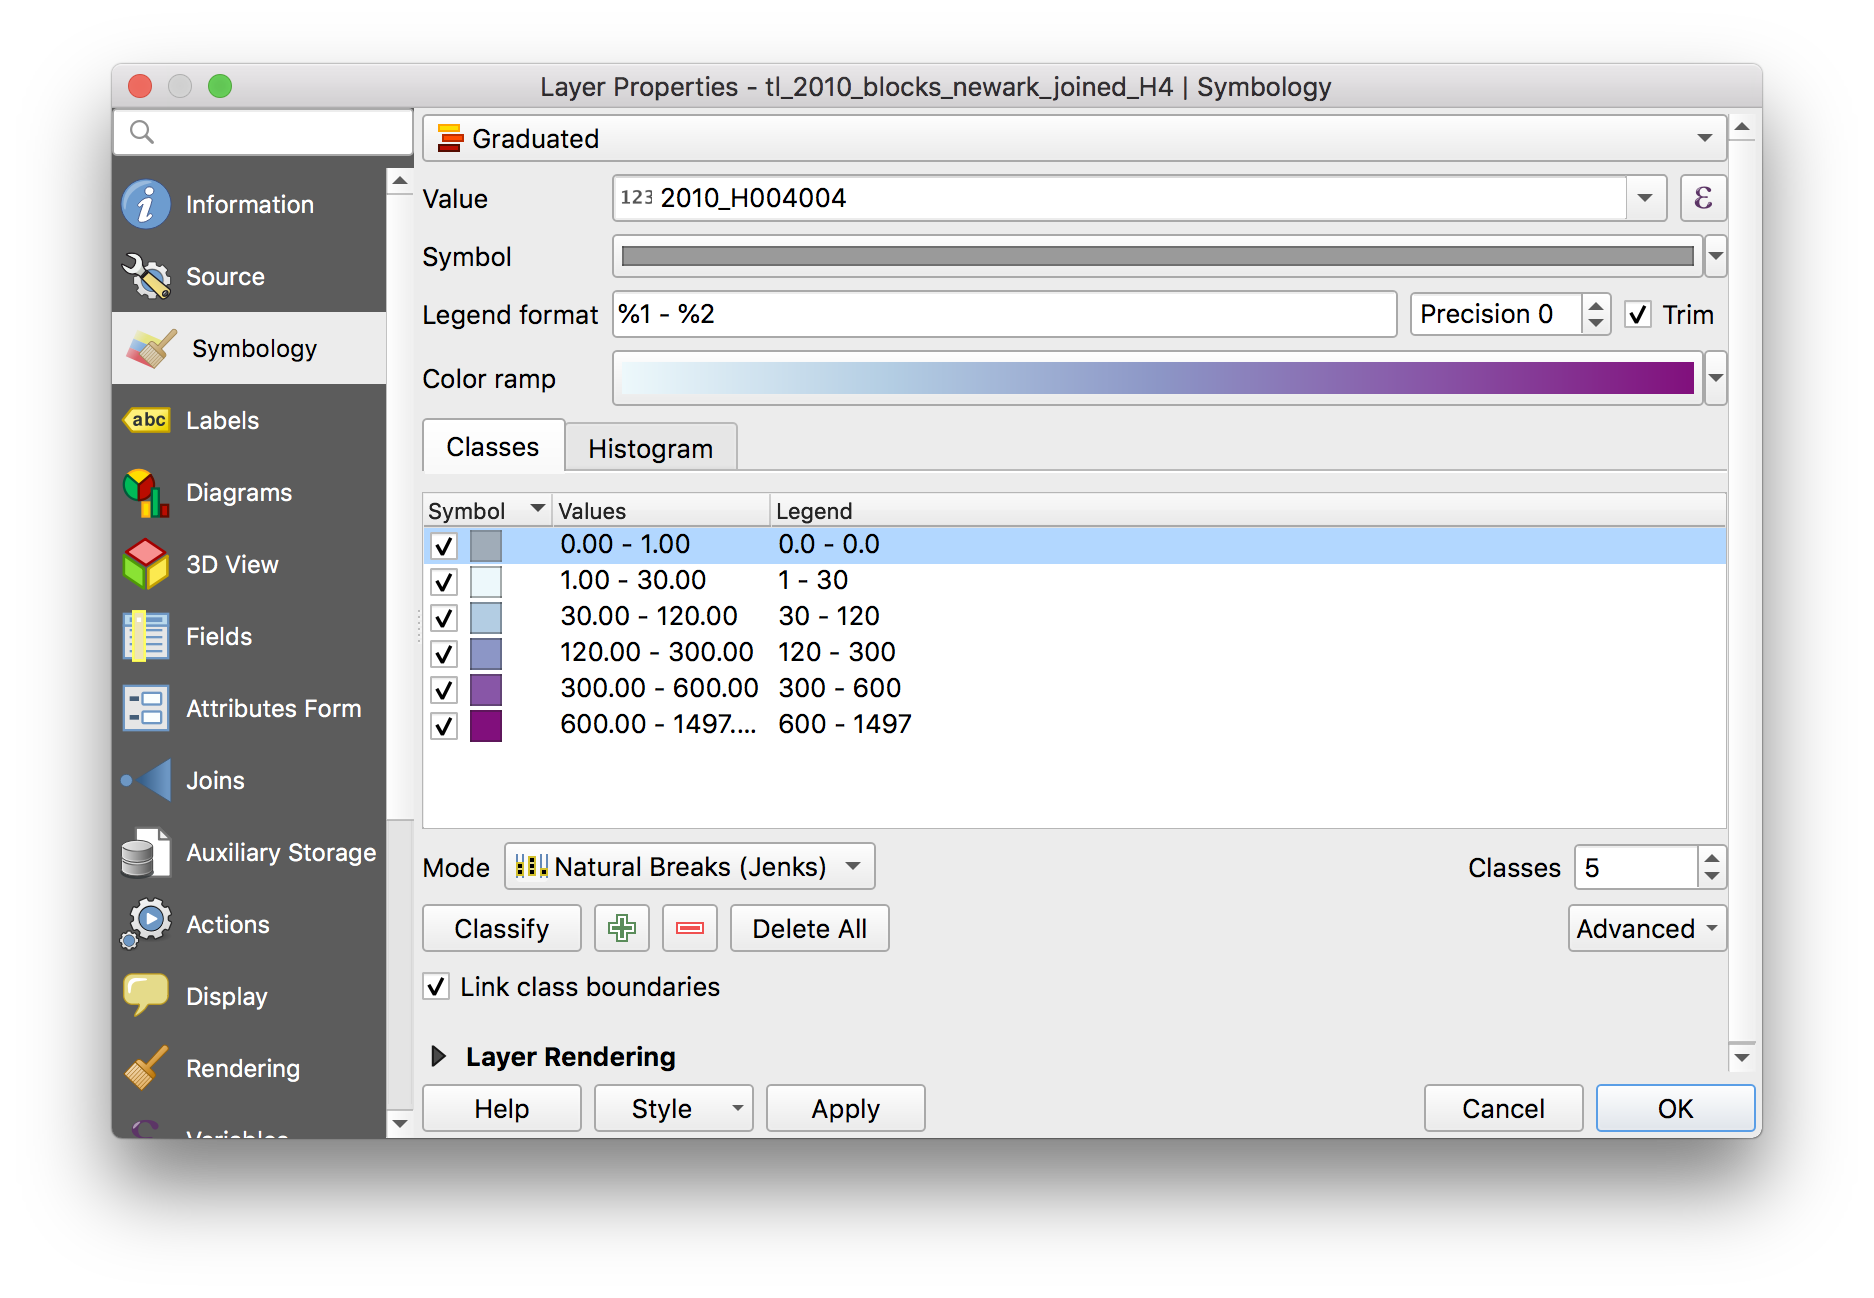 Layer Properties - tl_2010_blocks_newark_joined_H4 | Symbology
Information
Source
Symbology
abc Labels
Diagrams
3D View
Fields
Attributes Form
Joins
Auxiliary Storage
Actions
Display
Rendering
Variables
Graduated
Value 123 2010_H004004 ε
Symbol
Legend format %1 - %2 Precision 0 Trim
Color ramp
Classes Histogram
Symbol Values Legend
0.00 - 1.00 0.0 - 0.0
1.00 - 30.00 1 - 30
30.00 - 120.00 30 - 120
120.00 - 300.00 120 - 300
300.00 - 600.00 300 - 600
600.00 - 1497.... 600 - 1497
Mode Natural Breaks (Jenks) Classes 5
Classify Delete All Advanced
Link class boundaries
Layer Rendering
Help Style Apply Cancel OK